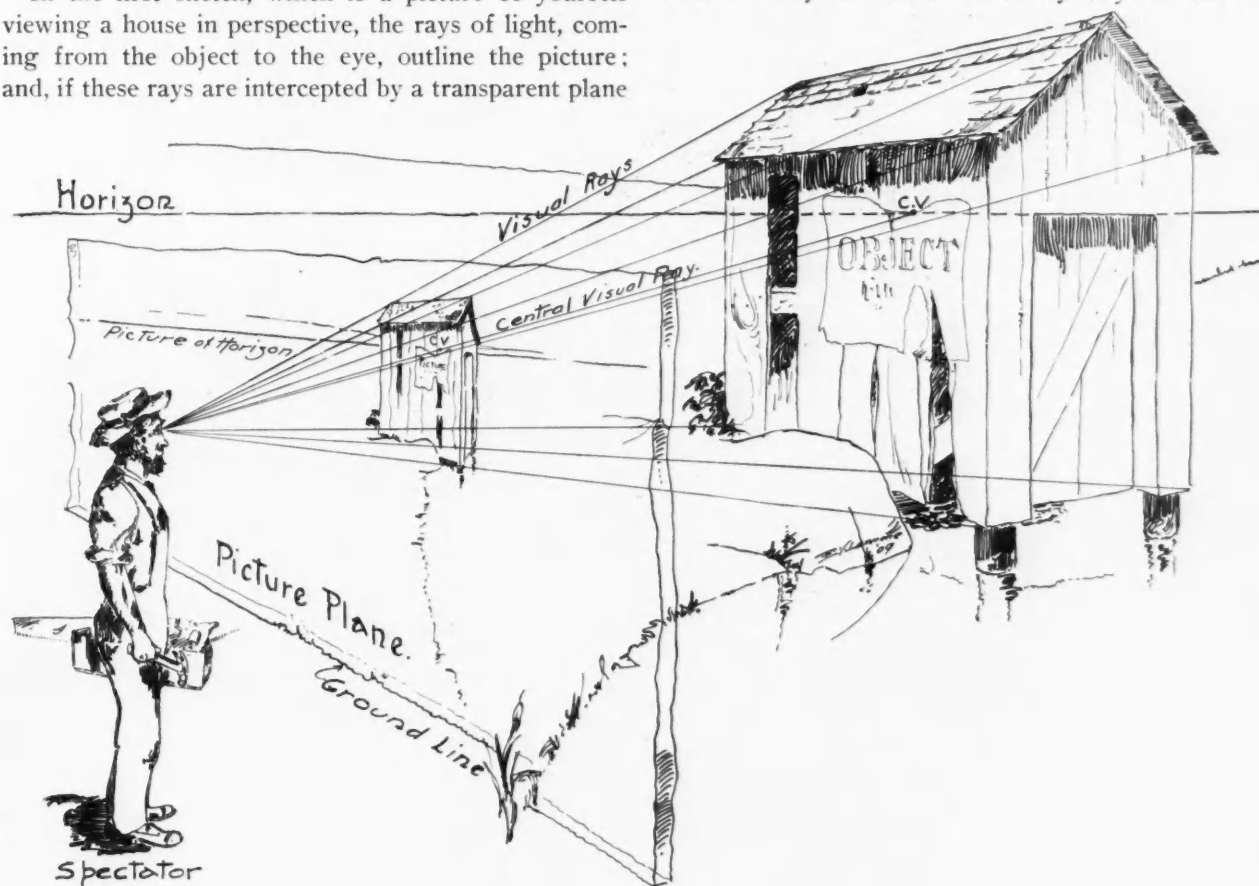 viewing a house in perspective, the rays of light, com-
ing from the object to the eye, outline the picture;
and, if these rays are intercepted by a transparent plane
Horizon
Visual Rays
C.V.
OBJECT
Central Visual Ray.
Picture of Horizon
C.V
PICTURE
Picture Plane.
Ground Line
09
Spectator